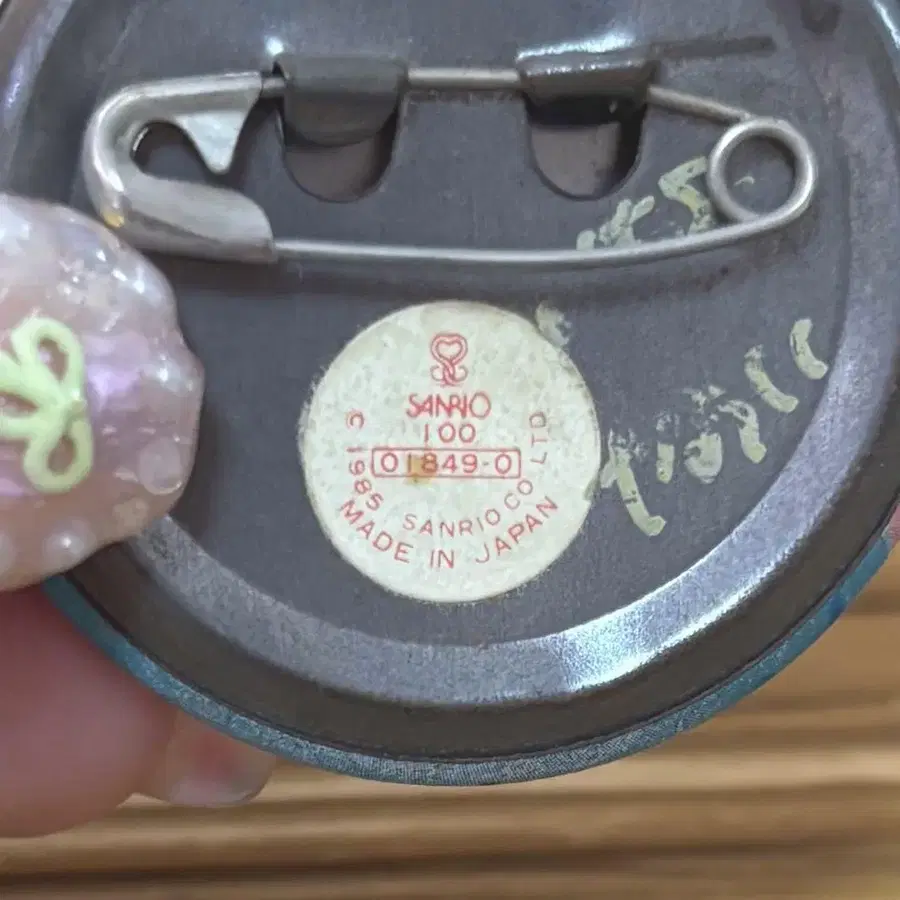 SANRIO
100
01849-0
C 1985 SANRIO CO LTD
MADE IN JAPAN